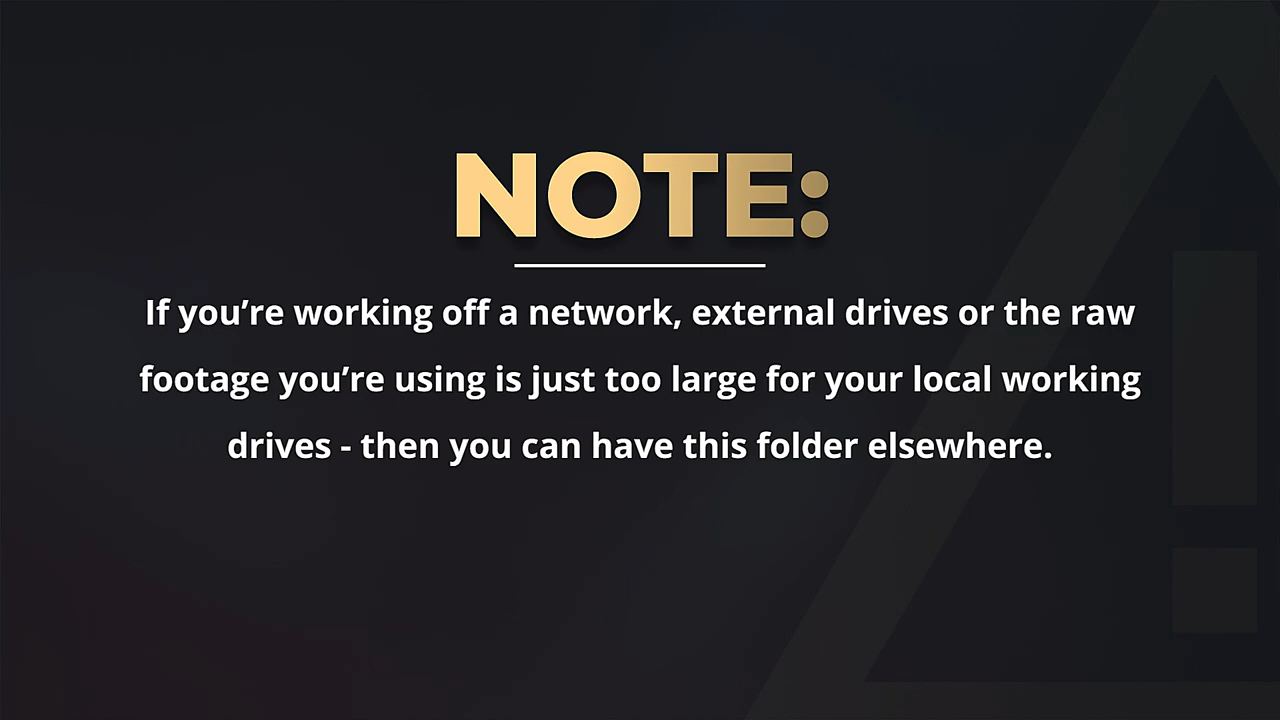 NOTE:
If you’re working off a network, external drives or the raw
footage you’re using is just too large for your local working
drives - then you can have this folder elsewhere.